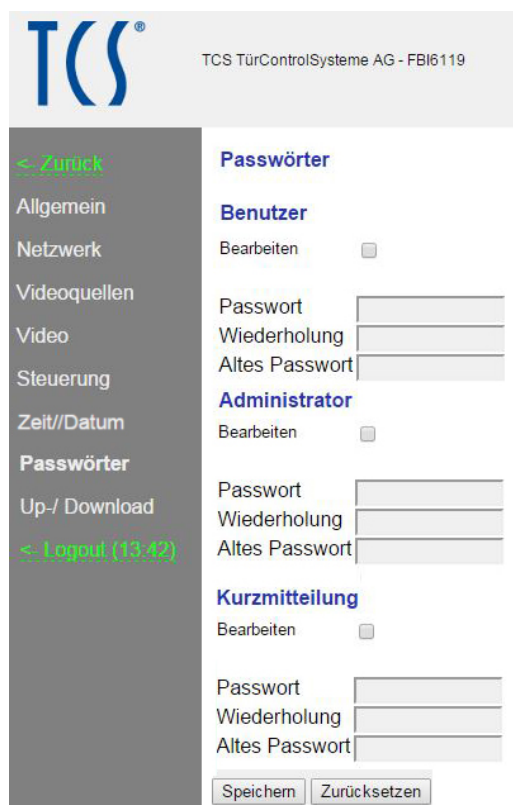 TCS®
TCS TürControlSysteme AG - FBI6119
<- Zurück
Allgemein
Netzwerk
Videoquellen
Video
Steuerung
Zeit//Datum
Passwörter
Up-/ Download
<- Logout (13:42)
Passwörter
Benutzer
Bearbeiten
Passwort
Wiederholung
Altes Passwort
Administrator
Bearbeiten
Passwort
Wiederholung
Altes Passwort
Kurzmitteilung
Bearbeiten
Passwort
Wiederholung
Altes Passwort
Speichern Zurücksetzen